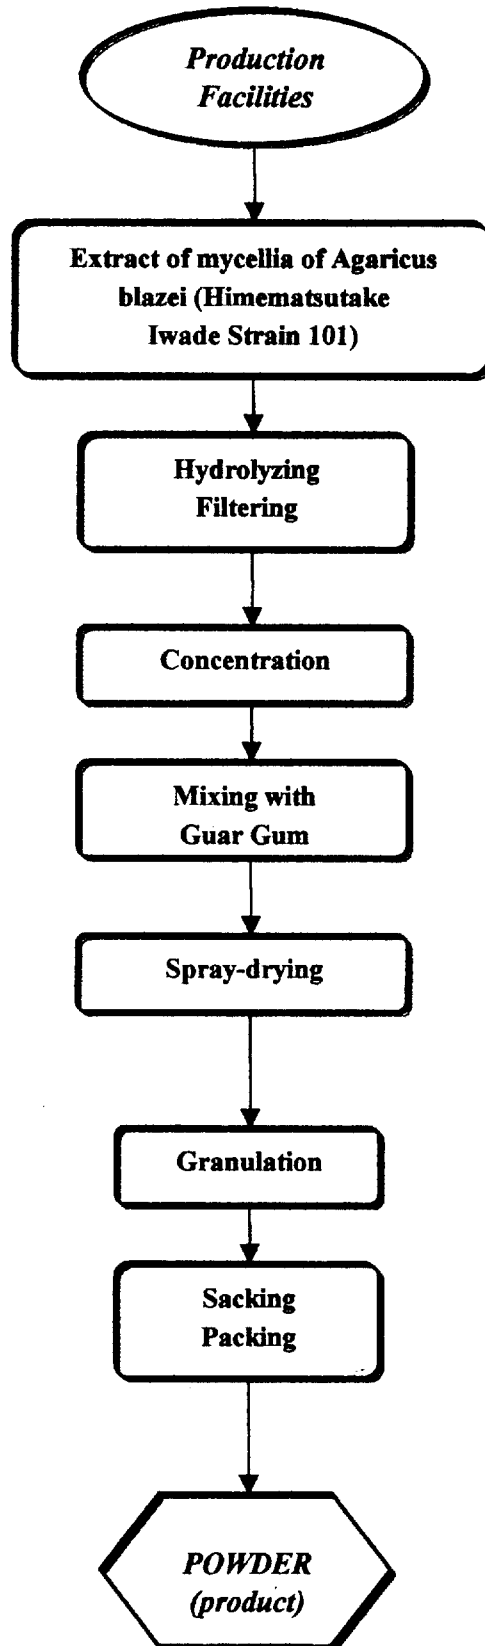 Production
Facilities
Extract of mycellia of Agaricus
blazei (Himematsutake
Iwade Strain 101)
Hydrolyzing
Filtering
Concentration
Mixing with
Guar Gum
Spray-drying
Granulation
Sacking
Packing
POWDER
(product)